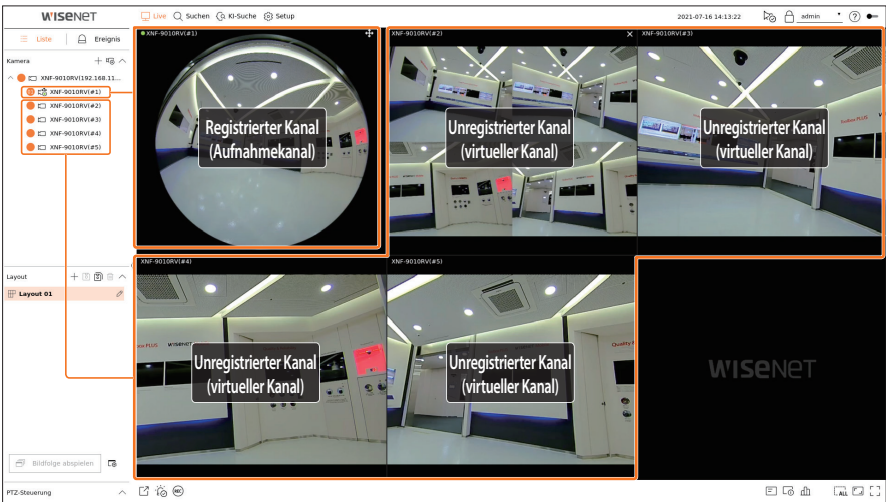 WISENET
Live
Suchen
KI-Suche
Setup
2021-07-16 14:13:22
admin
?
Liste
Ereignis
Kamera
XNF-9010RV(192.168.11...
XNF-9010RV(#1)
XNF-9010RV(#2)
XNF-9010RV(#3)
XNF-9010RV(#4)
XNF-9010RV(#5)
XNF-9010RV(#1)
Registrierter Kanal
(Aufnahmekanal)
XNF-9010RV(#2)
Unregistrierter Kanal
(virtueller Kanal)
XNF-9010RV(#3)
Unregistrierter Kanal
(virtueller Kanal)
XNF-9010RV(#4)
WISENET
Unregistrierter Kanal
(virtueller Kanal)
XNF-9010RV(#5)
Unregistrierter Kanal
(virtueller Kanal)
WISENET
Layout
Layout 01
Bildfolge abspielen
PTZ-Steuerung
REC
ALL